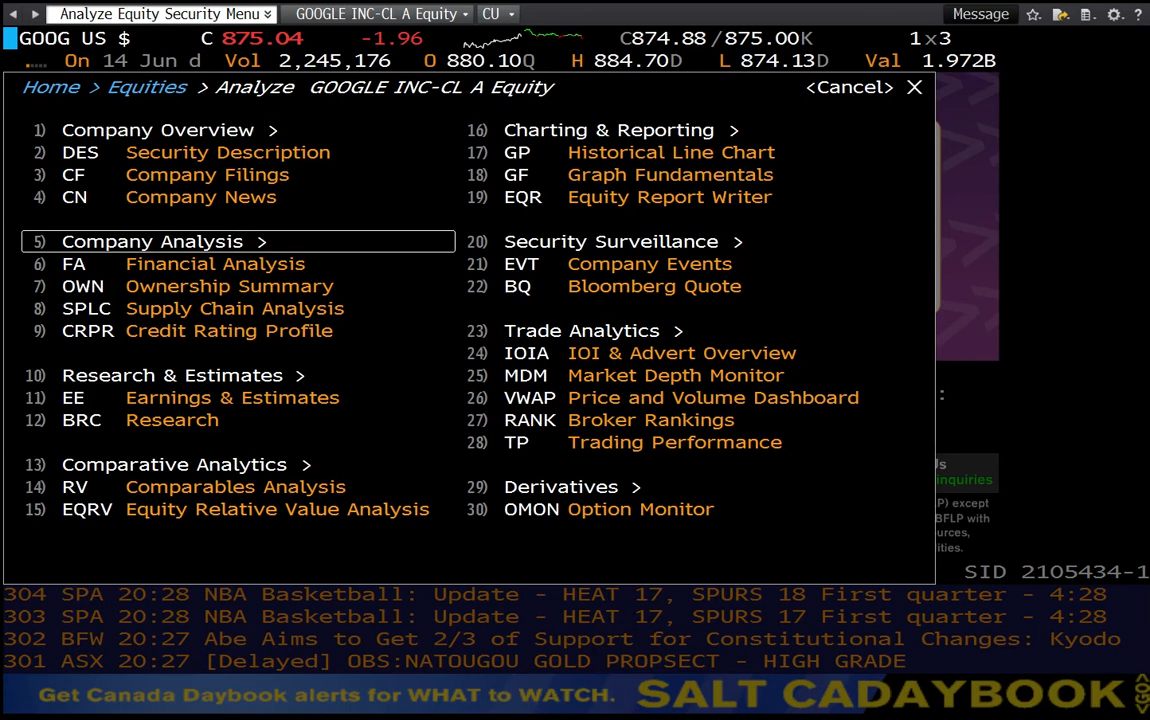 Analyze Equity Security Menu GOOGLE INC-CL A Equity CU Message ?
GOOG US $ C 875.04 -1.96 C874.88 /875.00K 1x3
On 14 Jun d Vol 2,245,176 O 880.10Q H 884.70D L 874.13D Val 1.972B
Home > Equities > Analyze GOOGLE INC-CL A Equity <Cancel> X
1) Company Overview >
2) DES Security Description
3) CF Company Filings
4) CN Company News
5) Company Analysis >
6) FA Financial Analysis
7) OWN Ownership Summary
8) SPLC Supply Chain Analysis
9) CRPR Credit Rating Profile
10) Research & Estimates >
11) EE Earnings & Estimates
12) BRC Research
13) Comparative Analytics >
14) RV Comparables Analysis
15) EQRV Equity Relative Value Analysis
16) Charting & Reporting >
17) GP Historical Line Chart
18) GF Graph Fundamentals
19) EQR Equity Report Writer
20) Security Surveillance >
21) EVT Company Events
22) BQ Bloomberg Quote
23) Trade Analytics >
24) IOIA IOI & Advert Overview
25) MDM Market Depth Monitor
26) VWAP Price and Volume Dashboard
27) RANK Broker Rankings
28) TP Trading Performance
29) Derivatives >
30) OMON Option Monitor
:
Us
inquiries
P) except
BFLP with
urces,
ities.
SID 2105434-1
304 SPA 20:28 NBA Basketball: Update - HEAT 17, SPURS 18 First quarter - 4:28
303 SPA 20:28 NBA Basketball: Update - HEAT 17, SPURS 17 First quarter - 4:28
302 BFW 20:27 Abe Aims to Get 2/3 of Support for Constitutional Changes: Kyodo
301 ASX 20:27 [Delayed] OBS:NATOUGOU GOLD PROPSECT - HIGH GRADE
Get Canada Daybook alerts for WHAT to WATCH. SALT CADAYBOOK <GO>